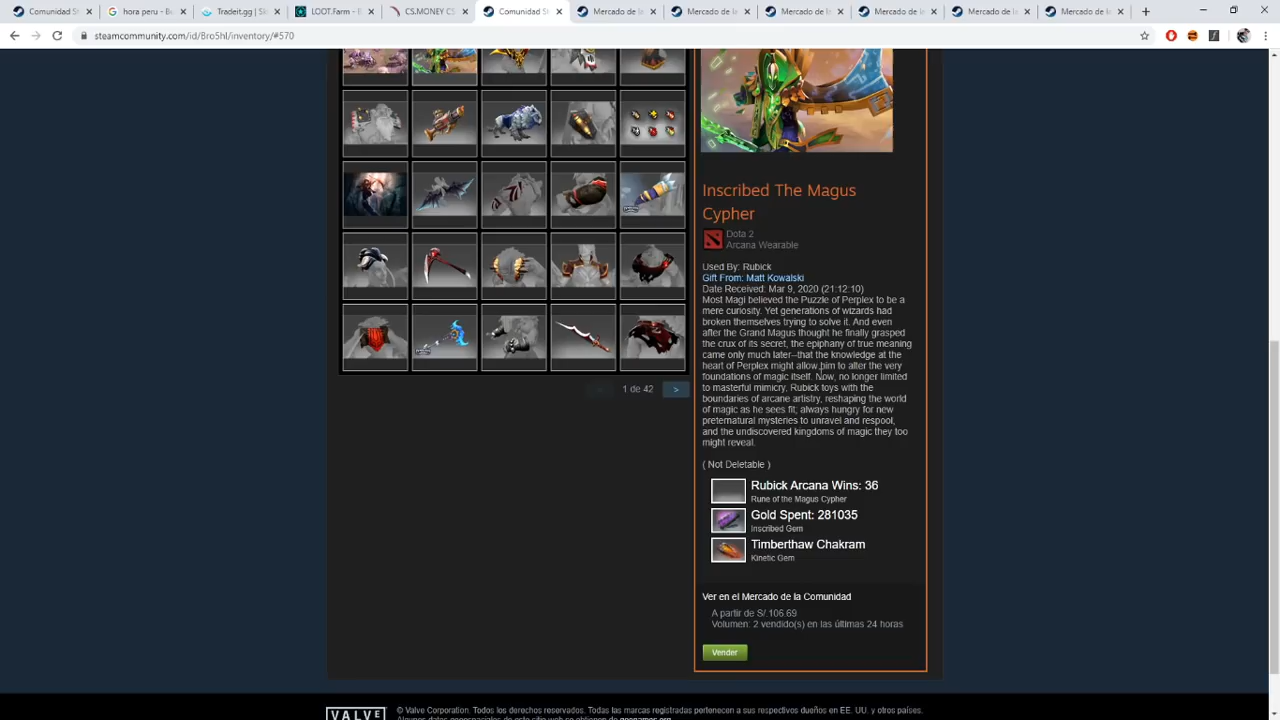 Comunidad St
hora peru - Bu
Tradeit.gg | Sk
LOOT.Farm - B
CS.MONEY CS
Comunidad St
Mercado de l
Mercado de l
Mercado de l
Mercado de l
Mercado de l
Mercado de l
steamcommunity.com/id/Bro5hl/inventory/#570
Inscribed The Magus
Cypher
Dota 2
Arcana Wearable
Used By: Rubick
Gift From: Matt Kowalski
Date Received: Mar 9, 2020 (21:12:10)
Most Magi believed the Puzzle of Perplex to be a
mere curiosity. Yet generations of wizards had
broken themselves trying to solve it. And even
after the Grand Magus thought he finally grasped
the crux of its secret, the epiphany of true meaning
came only much later--that the knowledge at the
heart of Perplex might allow him to alter the very
foundations of magic itself. Now, no longer limited
to masterful mimicry, Rubick toys with the
boundaries of arcane artistry, reshaping the world
of magic as he sees fit; always hungry for new
preternatural mysteries to unravel and respool,
and the undiscovered kingdoms of magic they too
might reveal.
( Not Deletable )
Rubick Arcana Wins: 36
Rune of the Magus Cypher
Gold Spent: 281035
Inscribed Gem
Timberthaw Chakram
Kinetic Gem
1 de 42 >
Ver en el Mercado de la Comunidad
A partir de S/.106.69
Volumen: 2 vendido(s) en las últimas 24 horas
Vender
VALVE
© Valve Corporation. Todos los derechos reservados. Todas las marcas registradas pertenecen a sus respectivos dueños en EE. UU. y otros países.
Algunos datos geoespaciales de este sitio web se obtienen de geonames.org.